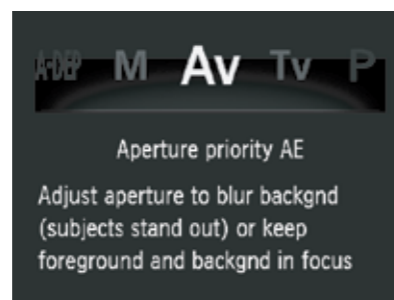 A-DEP M Av Tv P
Aperture priority AE
Adjust aperture to blur backgnd
(subjects stand out) or keep
foreground and backgnd in focus